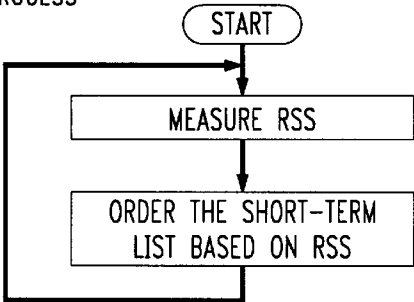 START
MEASURE RSS
ORDER THE SHORT-TERM
LIST BASED ON RSS